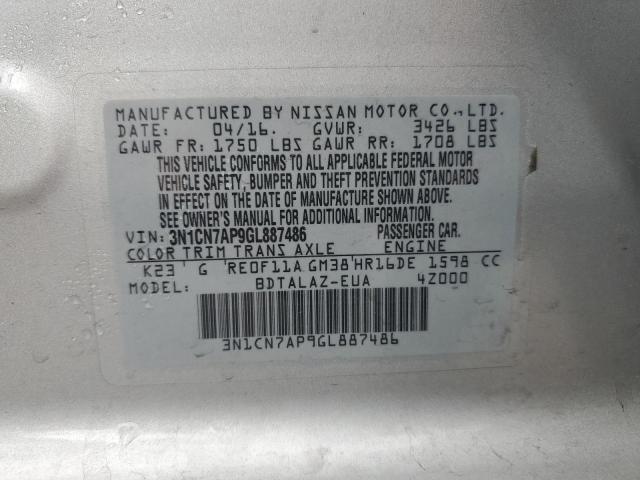 MANUFACTURED BY NISSAN MOTOR CO.,LTD.
DATE: 04/16. GVWR: 3426 LBS
GAWR FR: 1750 LBS GAWR RR: 1708 LBS
THIS VEHICLE CONFORMS TO ALL APPLICABLE FEDERAL MOTOR
VEHICLE SAFETY, BUMPER AND THEFT PREVENTION STANDARDS
IN EFFECT ON THE DATE OF MANUFACTURE SHOWN ABOVE.
SEE OWNER'S MANUAL FOR ADDITIONAL INFORMATION.
VIN: 3N1CN7AP9GL887486 PASSENGER CAR.
COLOR TRIM TRANS AXLE ENGINE
K23 G RE0F11A GM38 HR16DE 1598 CC
MODEL: BDTALAZ-EUA 4Z000
3N1CN7AP9GL887486